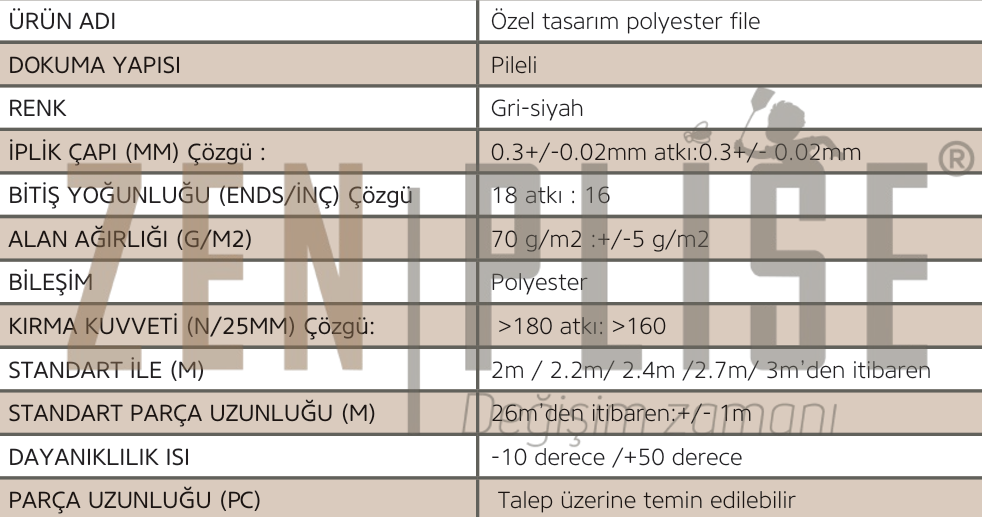 ÜRÜN ADI Özel tasarım polyester file
DOKUMA YAPISI Pileli
RENK Gri-siyah
İPLİK ÇAPI (MM) Çözgü : 0.3+/-0.02mm atkı:0.3+/- 0.02mm
BİTİŞ YOĞUNLUĞU (ENDS/İNÇ) Çözgü 18 atkı : 16
ALAN AĞIRLIĞI (G/M2) 70 g/m2 :+/-5 g/m2
BİLEŞİM Polyester
KIRMA KUVVETİ (N/25MM) Çözgü: >180 atkı: >160
STANDART İLE (M) 2m / 2.2m/ 2.4m /2.7m/ 3m'den itibaren
STANDART PARÇA UZUNLUĞU (M) 26m'den itibaren:+/- 1m
DAYANIKLILIK ISI -10 derece /+50 derece
PARÇA UZUNLUĞU (PC) Talep üzerine temin edilebilir
ZEN PLİSE ®
Değişim zamanı